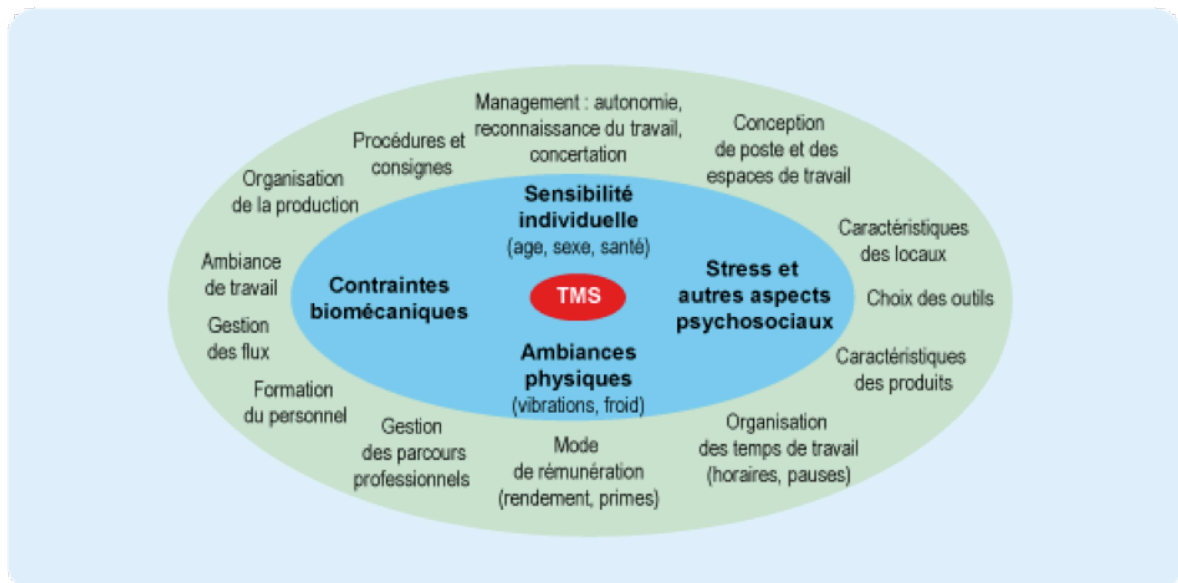 Management : autonomie,
reconnaissance du travail,
concertation
Conception
de poste et des
espaces de travail
Procédures et
consignes
Organisation
de la production
Sensibilité
individuelle
(age, sexe, santé)
Caractéristiques
des locaux
Ambiance
de travail
Contraintes
biomécaniques
TMS
Stress et
autres aspects
psychosociaux
Choix des outils
Gestion
des flux
Ambiances
physiques
(vibrations, froid)
Caractéristiques
des produits
Formation
du personnel
Gestion
des parcours
professionnels
Mode
de rémunération
(rendement, primes)
Organisation
des temps de travail
(horaires, pauses)